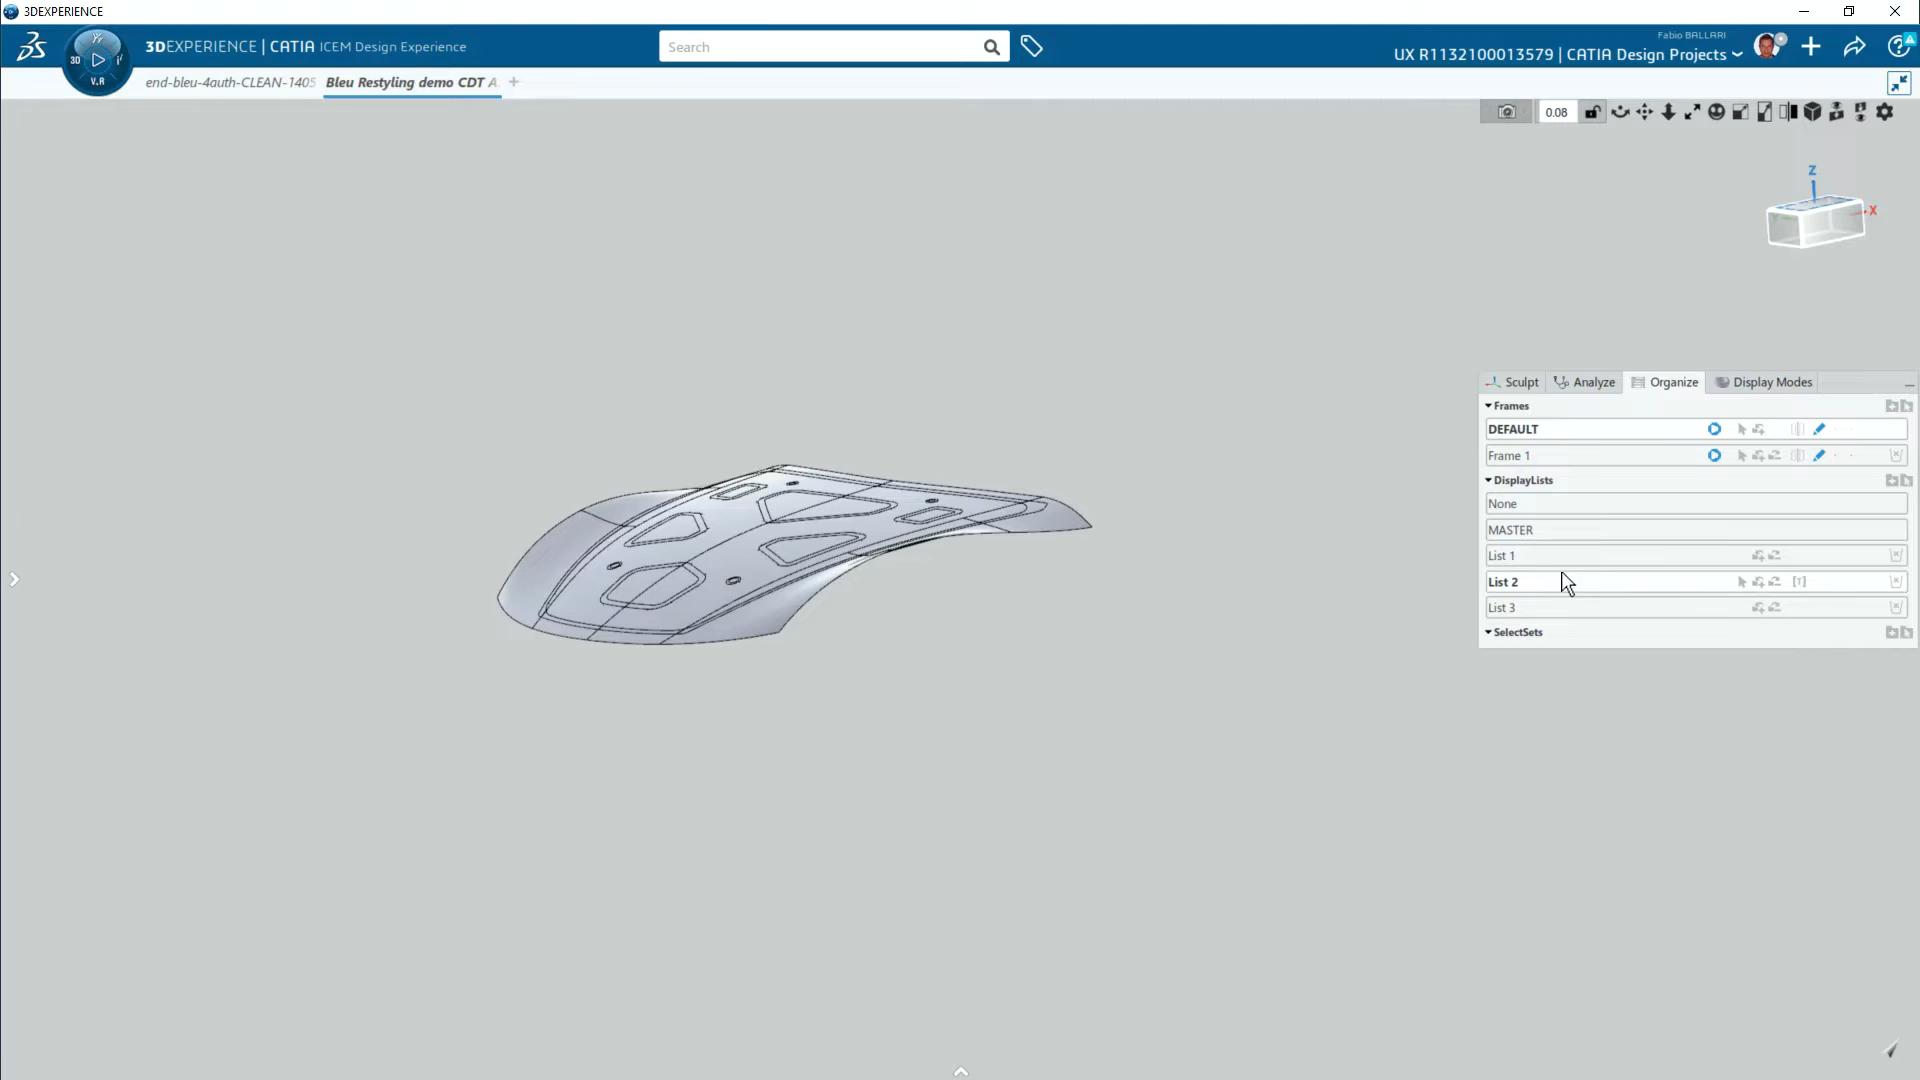 3DEXPERIENCE
3DEXPERIENCE | CATIA ICEM Design Experience
3D
V.R
Search
Fabio BALLARI
UX R1132100013579 | CATIA Design Projects
end-bleu-4auth-CLEAN-1405
Bleu Restyling demo CDT A
0.08
Z
X
Sculpt
Analyze
Organize
Display Modes
Frames
DEFAULT
Frame 1
DisplayLists
None
MASTER
List 1
List 2
List 3
SelectSets